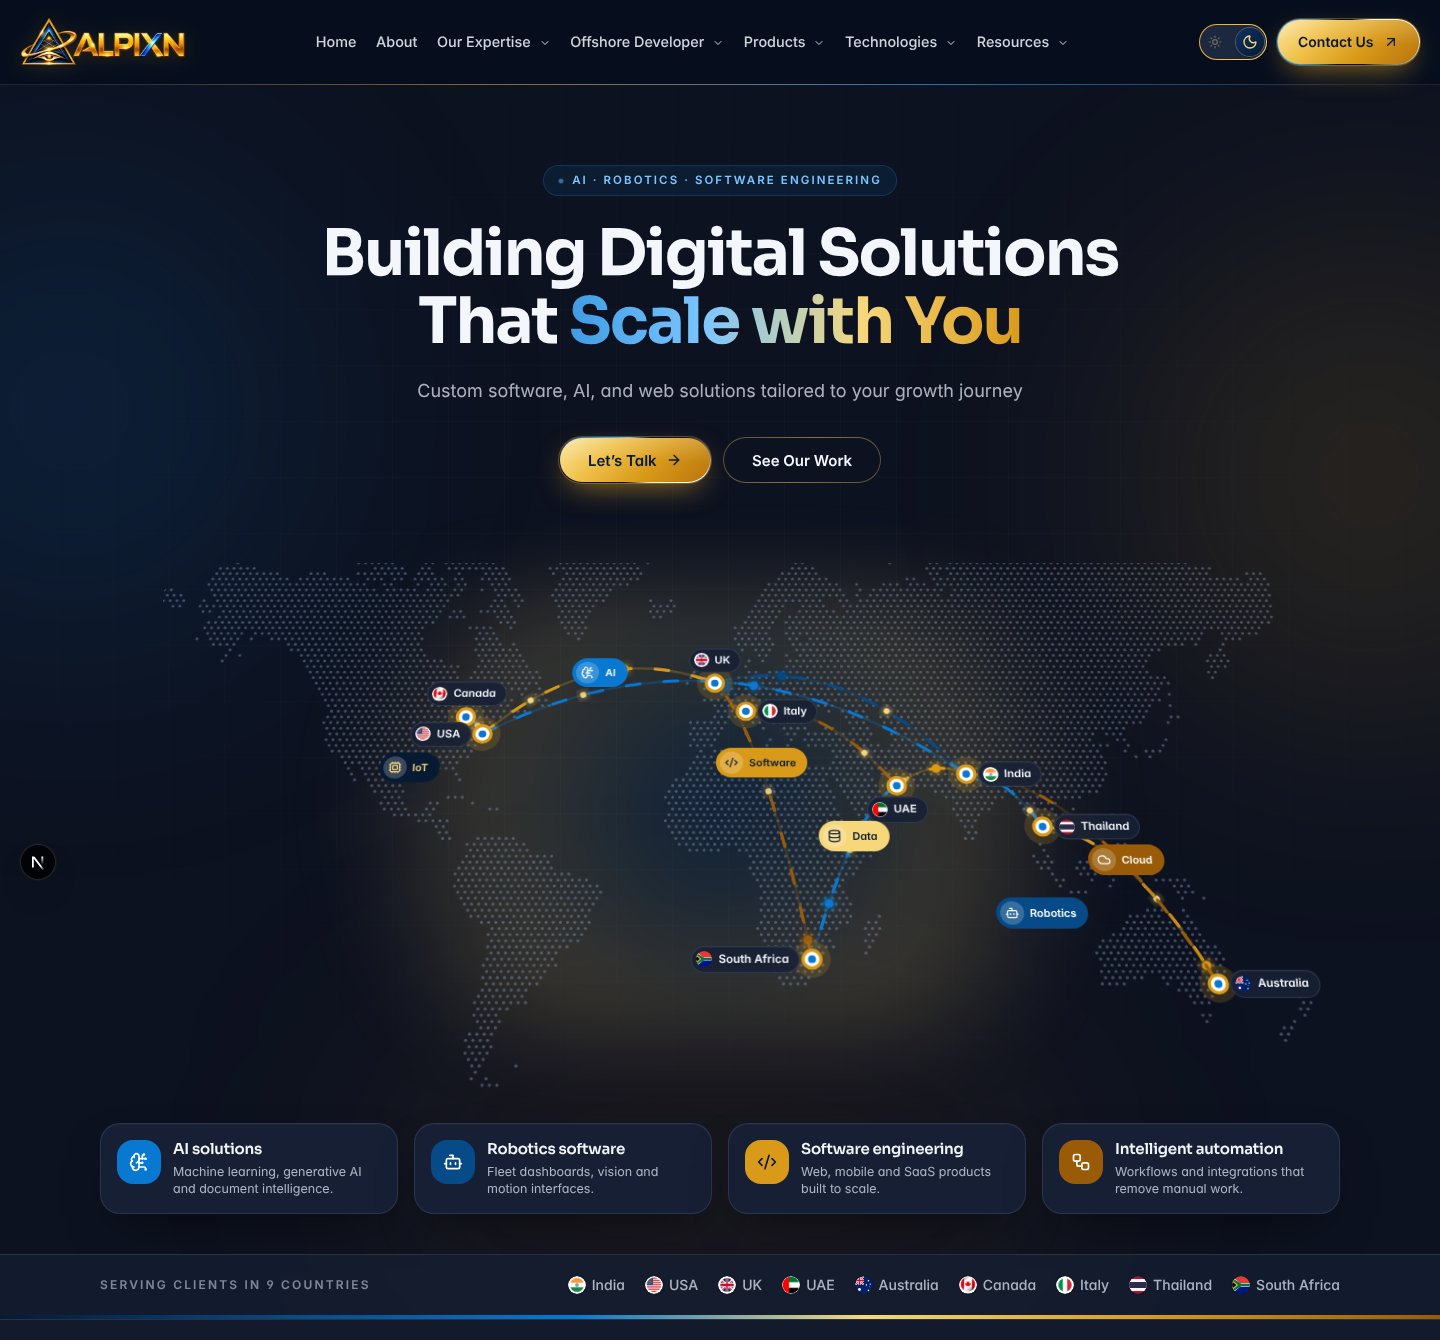 ALPIXN
Home About Our Expertise Offshore Developer Products Technologies Resources
Contact Us
AI · ROBOTICS · SOFTWARE ENGINEERING
Building Digital Solutions
That Scale with You
Custom software, AI, and web solutions tailored to your growth journey
Let’s Talk
See Our Work
UK
AI
Canada
Italy
USA
Software
IoT
India
UAE
Thailand
Data
Cloud
Robotics
South Africa
Australia
N
AI solutions
Machine learning, generative AI
and document intelligence.
Robotics software
Fleet dashboards, vision and
motion interfaces.
Software engineering
Web, mobile and SaaS products
built to scale.
Intelligent automation
Workflows and integrations that
remove manual work.
SERVING CLIENTS IN 9 COUNTRIES
India USA UK UAE Australia Canada Italy Thailand South Africa